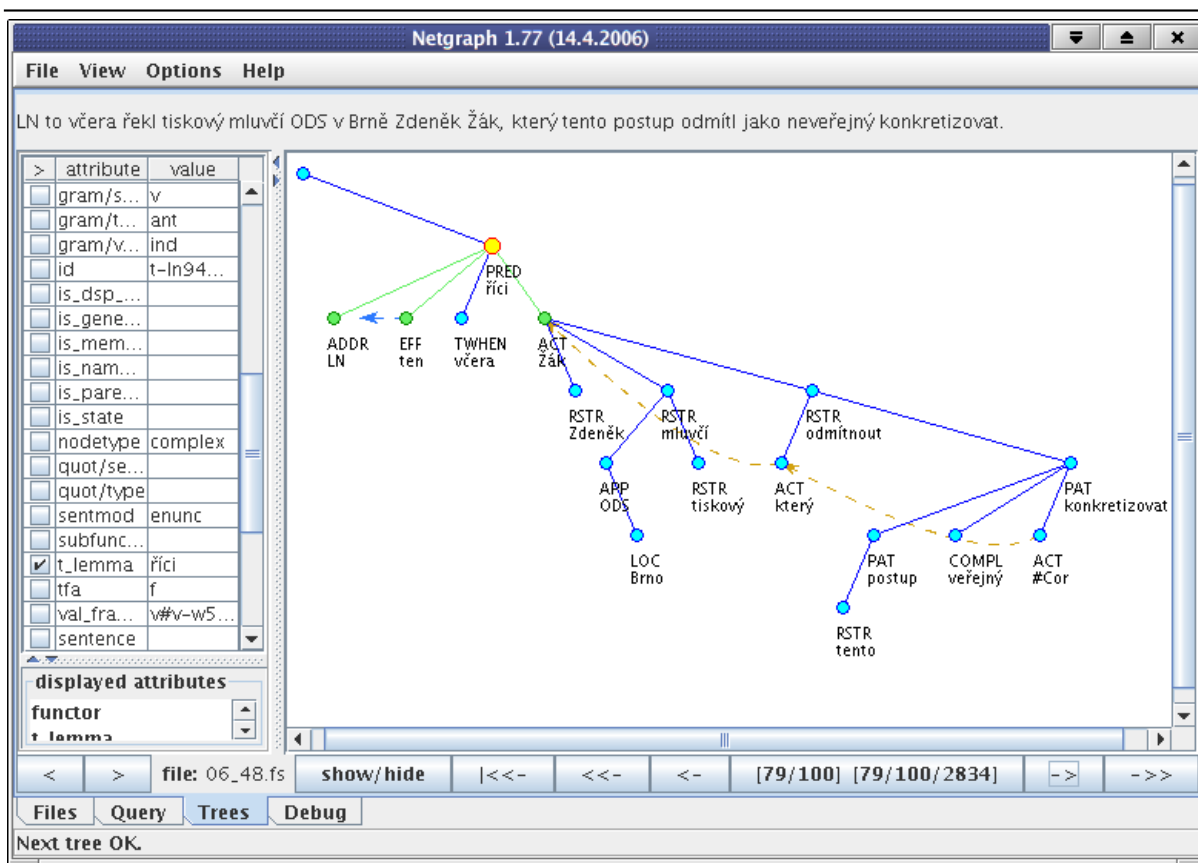 Netgraph 1.77 (14.4.2006)
File View Options Help
LN to včera řekl tiskový mluvčí ODS v Brně Zdeněk Žák, který tento postup odmítl jako neveřejný konkretizovat.
> attribute value
gram/s... v
gram/t... ant
gram/v... ind
id t-ln94...
is_dsp_...
is_gene...
is_mem...
is_nam...
is_pare...
is_state
nodetype complex
quot/se...
quot/type
sentmod enunc
subfunc...
t_lemma říci
tfa f
val_fra... v#v-w5...
sentence
displayed attributes
functor
t_lemma
PRED
říci
ADDR EFF TWHEN ACT
LN ten včera Žák
RSTR RSTR RSTR
Zdeněk mluvčí odmítnout
APP RSTR ACT PAT
ODS tiskový který konkretizovat
LOC PAT COMPL ACT
Brno postup veřejný #Cor
RSTR
tento
< > file: 06_48.fs show/hide |<<- <<- <- [79/100] [79/100/2834] -> ->>
Files Query Trees Debug
Next tree OK.